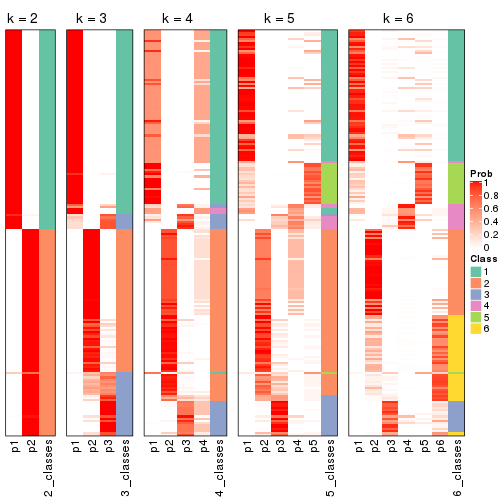 k = 2
k = 3
k = 4
k = 5
k = 6
Prob
1
0.8
0.6
0.4
0.2
0
Class
1
2
3
4
5
6
p1
p2
2_classes
p1
p2
p3
3_classes
p1
p2
p3
p4
4_classes
p1
p2
p3
p4
p5
5_classes
p1
p2
p3
p4
p5
p6
6_classes